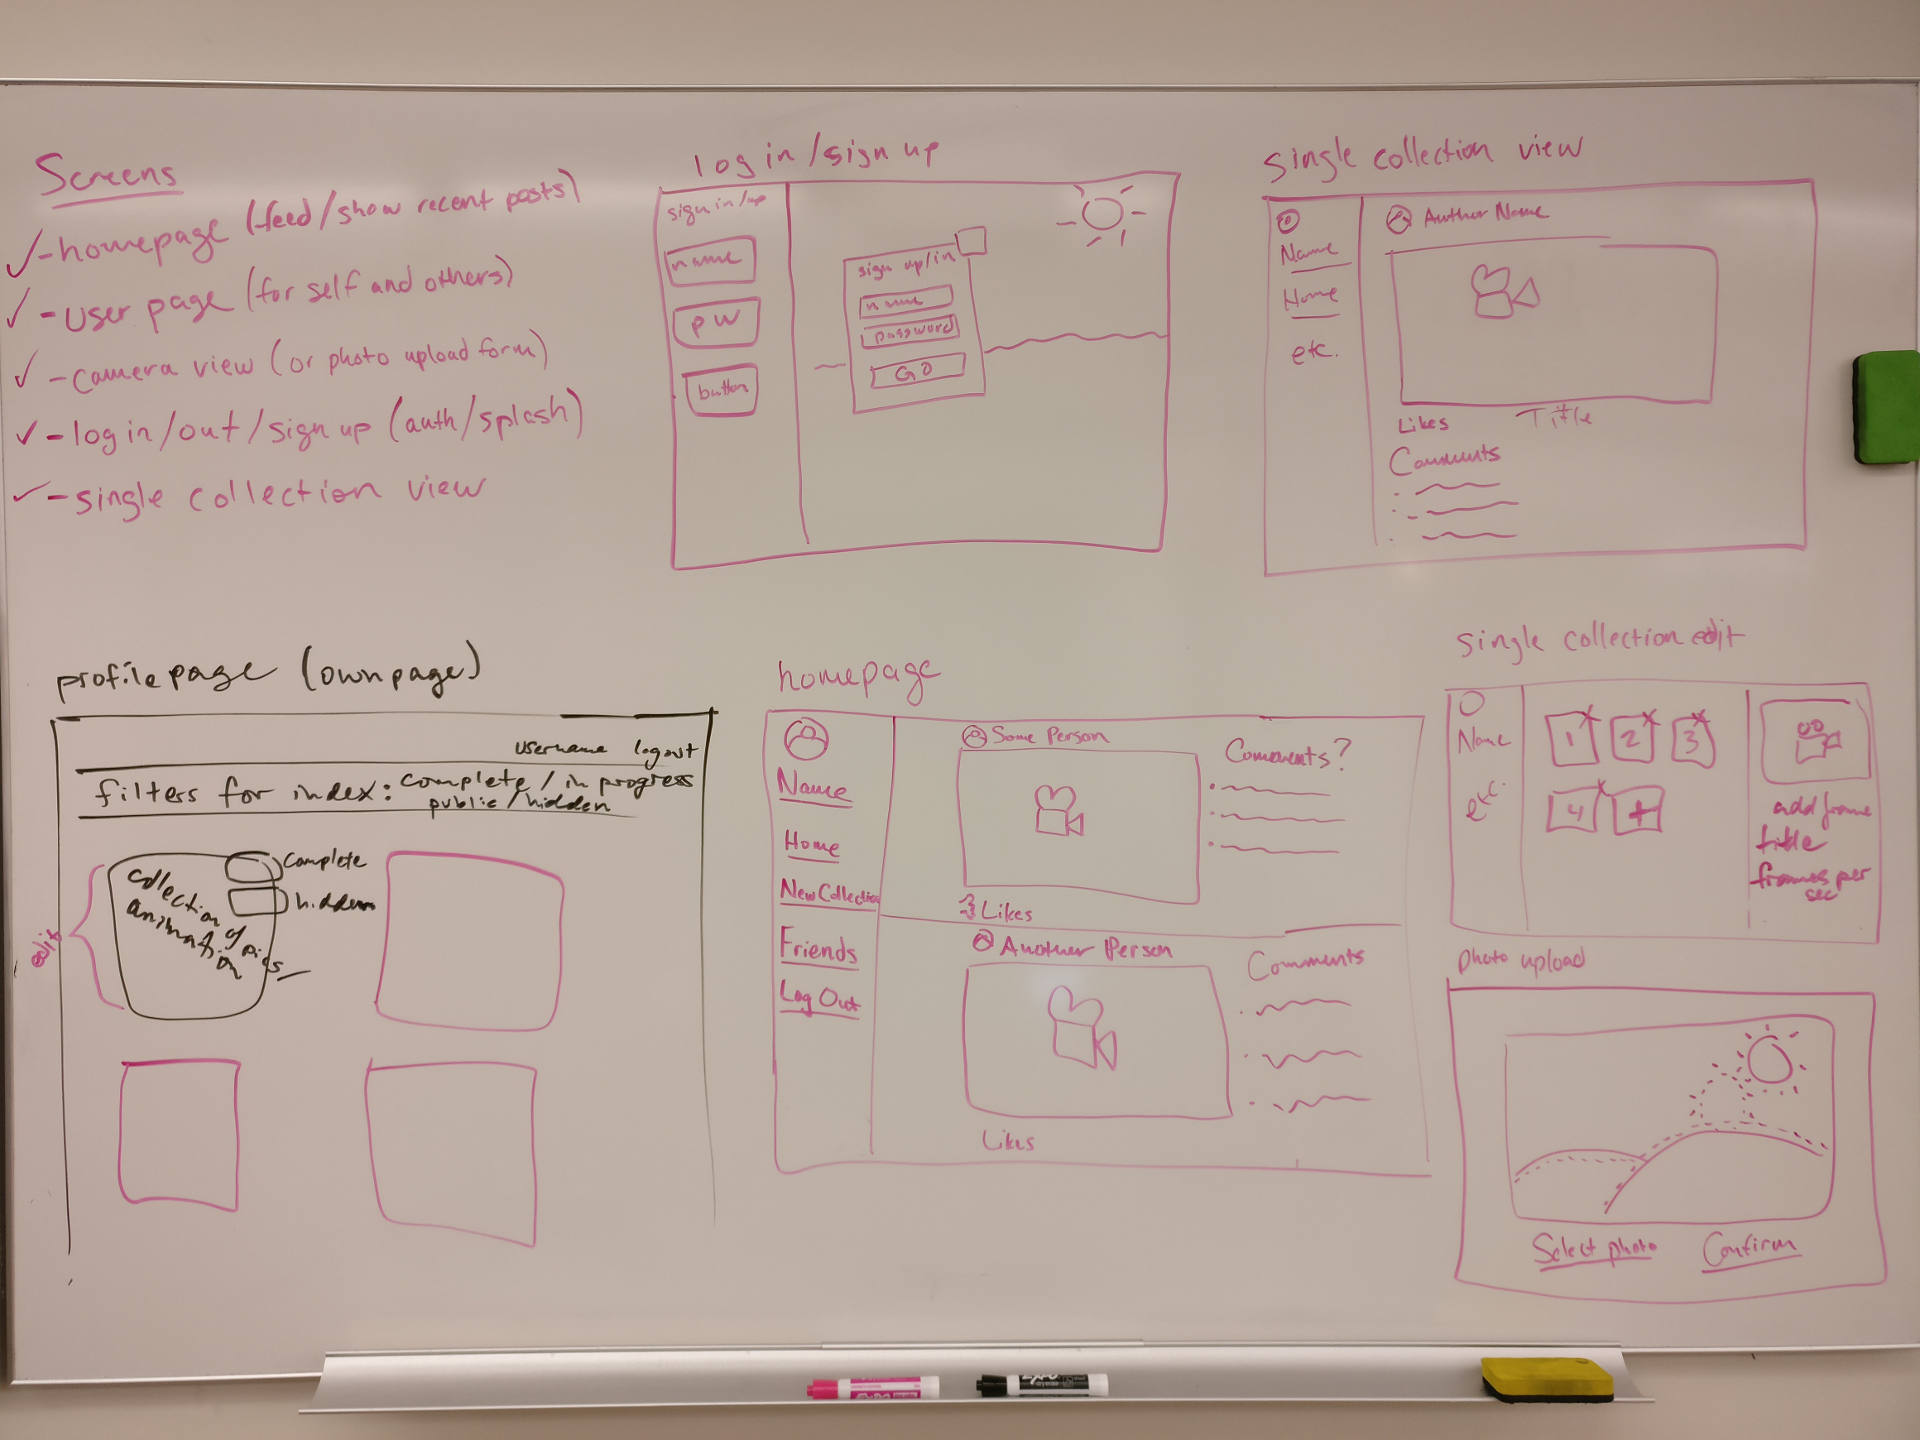 Screens
-homepage (feed/show recent posts)
-user page (for self and others)
-camera view (or photo upload form)
-log in/out/sign up (auth/splash)
-single collection view
log in/sign up
sign in/up
name
pw
button
sign up/in
name
password
GO
single collection view
Name
Home
etc.
Author Name
Title
Likes
Comments
profile page (own page)
username logout
filters for index: complete/in progress
public/hidden
edit
collection of pics
animation
Complete
hidden
homepage
Name
Home
New Collection
Friends
Log Out
Some Person
Comments?
3 Likes
Another Person
Comments
Likes
single collection edit
Name
etc.
1 x 2 x 3 x
4 x +
add frame
title
frames per
sec
photo upload
Select photo
Confirm
EXPO